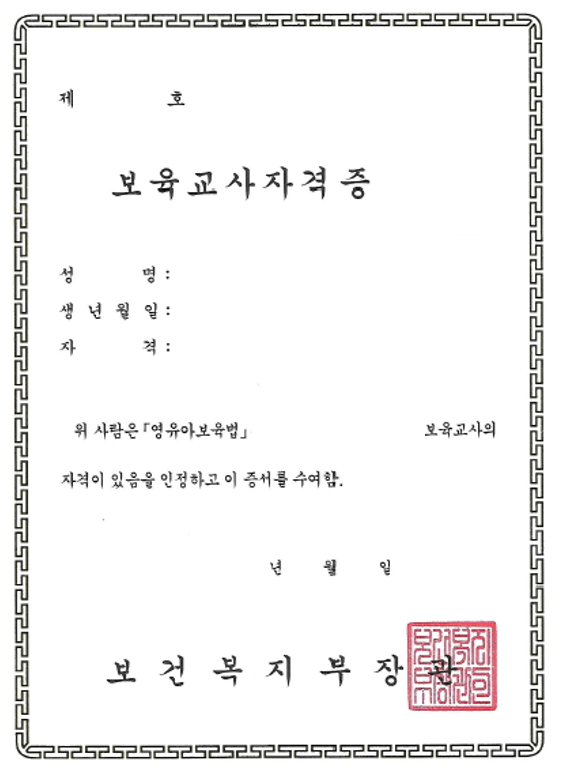 제 호
보육교사자격증
성 명 :
생 년 월 일 :
자 격 :
위 사람은 「영유아보육법」 보육교사의
자격이 있음을 인정하고 이 증서를 수여함.
년 월 일
보 건 복 지 부 장 관